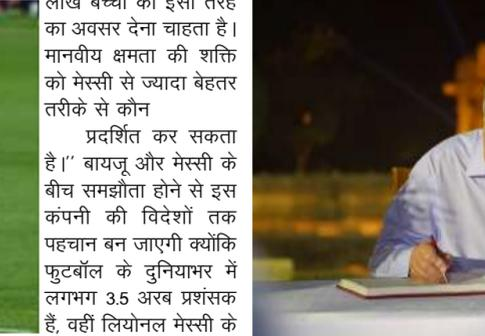 लाख बच्चों को इसी तरह
का अवसर देना चाहता है।
मानवीय क्षमता की शक्ति
को मेस्सी से ज्यादा बेहतर
तरीके से कौन
प्रदर्शित कर सकता
है।’’ बायजू और मेस्सी के
बीच समझौता होने से इस
कंपनी की विदेशों तक
पहचान बन जाएगी क्योंकि
फुटबॉल के दुनियाभर में
लगभग 3.5 अरब प्रशंसक
हैं, वहीं लियोनल मेस्सी के